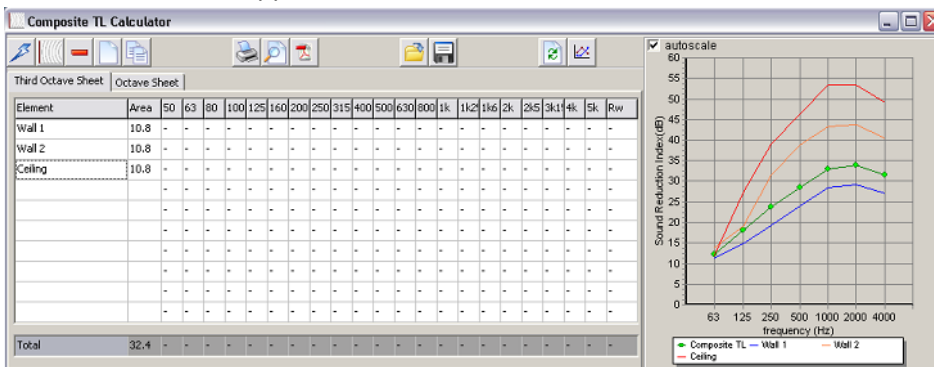 Composite TL Calculator
Third Octave Sheet Octave Sheet
Element Area 50 63 80 100 125 160 200 250 315 400 500 630 800 1k 1k2 1k6 2k 2k5 3k1 4k 5k Rw
Wall 1 10.8 - - - - - - - - - - - - - - - - - - - - - -
Wall 2 10.8 - - - - - - - - - - - - - - - - - - - - - -
Ceiling 10.8 - - - - - - - - - - - - - - - - - - - - - -
- - - - - - - - - - - - - - - - - - - - - -
- - - - - - - - - - - - - - - - - - - - - -
- - - - - - - - - - - - - - - - - - - - - -
- - - - - - - - - - - - - - - - - - - - - -
- - - - - - - - - - - - - - - - - - - - - -
- - - - - - - - - - - - - - - - - - - - - -
- - - - - - - - - - - - - - - - - - - - - -
Total 32.4 - - - - - - - - - - - - - - - - - - - - - -
autoscale
Sound Reduction Index(dB)
60
55
50
45
40
35
30
25
20
15
10
5
0
63 125 250 500 1000 2000 4000
frequency (Hz)
Composite TL Wall 1 Wall 2
Ceiling